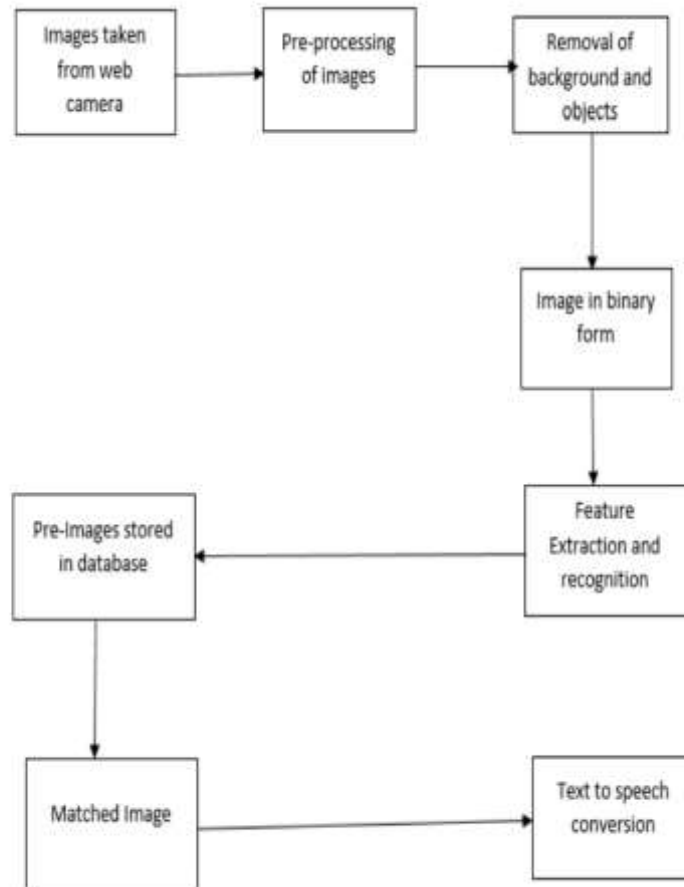 Images taken
from web
camera
Pre-processing
of images
Removal of
background and
objects
Image in binary
form
Feature
Extraction and
recognition
Pre-Images stored
in database
Matched Image
Text to speech
conversion